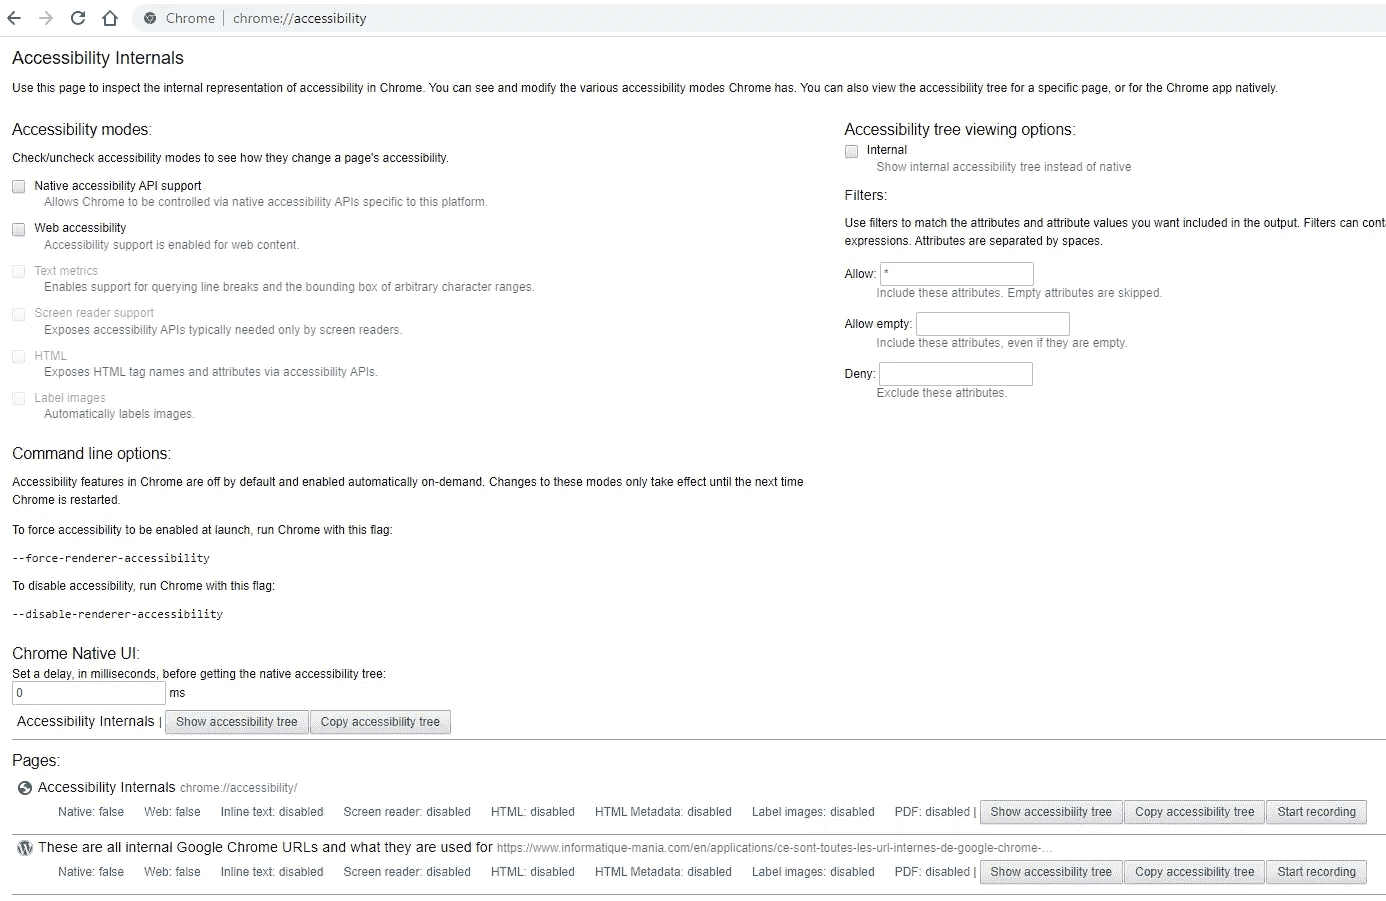 Chrome | chrome://accessibility
Accessibility Internals
Use this page to inspect the internal representation of accessibility in Chrome. You can see and modify the various accessibility modes Chrome has. You can also view the accessibility tree for a specific page, or for the Chrome app natively.
Accessibility modes:
Check/uncheck accessibility modes to see how they change a page's accessibility.
Native accessibility API support
Allows Chrome to be controlled via native accessibility APIs specific to this platform.
Web accessibility
Accessibility support is enabled for web content.
Text metrics
Enables support for querying line breaks and the bounding box of arbitrary character ranges.
Screen reader support
Exposes accessibility APIs typically needed only by screen readers.
HTML
Exposes HTML tag names and attributes via accessibility APIs.
Label images
Automatically labels images.
Accessibility tree viewing options:
Internal
Show internal accessibility tree instead of native
Filters:
Use filters to match the attributes and attribute values you want included in the output. Filters can cont
expressions. Attributes are separated by spaces.
Allow: *
Include these attributes. Empty attributes are skipped.
Allow empty:
Include these attributes, even if they are empty.
Deny:
Exclude these attributes.
Command line options:
Accessibility features in Chrome are off by default and enabled automatically on-demand. Changes to these modes only take effect until the next time
Chrome is restarted.
To force accessibility to be enabled at launch, run Chrome with this flag:
--force-renderer-accessibility
To disable accessibility, run Chrome with this flag:
--disable-renderer-accessibility
Chrome Native UI:
Set a delay, in milliseconds, before getting the native accessibility tree:
0 ms
Accessibility Internals | Show accessibility tree Copy accessibility tree
Pages:
Accessibility Internals chrome://accessibility/
Native: false Web: false Inline text: disabled Screen reader: disabled HTML: disabled HTML Metadata: disabled Label images: disabled PDF: disabled | Show accessibility tree Copy accessibility tree Start recording
These are all internal Google Chrome URLs and what they are used for https://www.informatique-mania.com/en/applications/ce-sont-toutes-les-url-internes-de-google-chrome-...
Native: false Web: false Inline text: disabled Screen reader: disabled HTML: disabled HTML Metadata: disabled Label images: disabled PDF: disabled | Show accessibility tree Copy accessibility tree Start recording